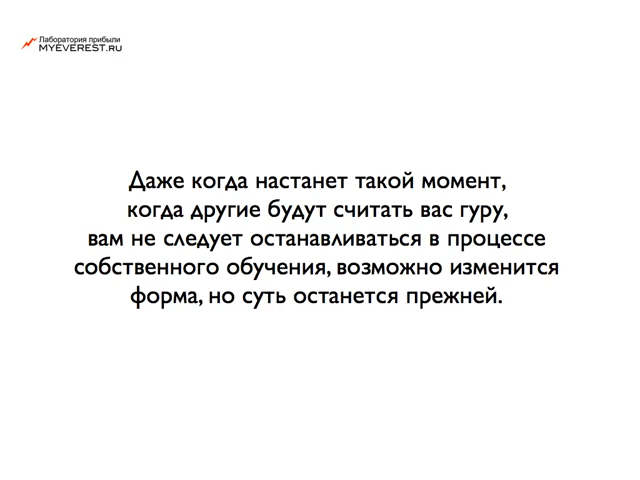 Лаборатория прибыли
MYEVEREST.RU
Даже когда настанет такой момент,
когда другие будут считать вас гуру,
вам не следует останавливаться в процессе
собственного обучения, возможно изменится
форма, но суть останется прежней.